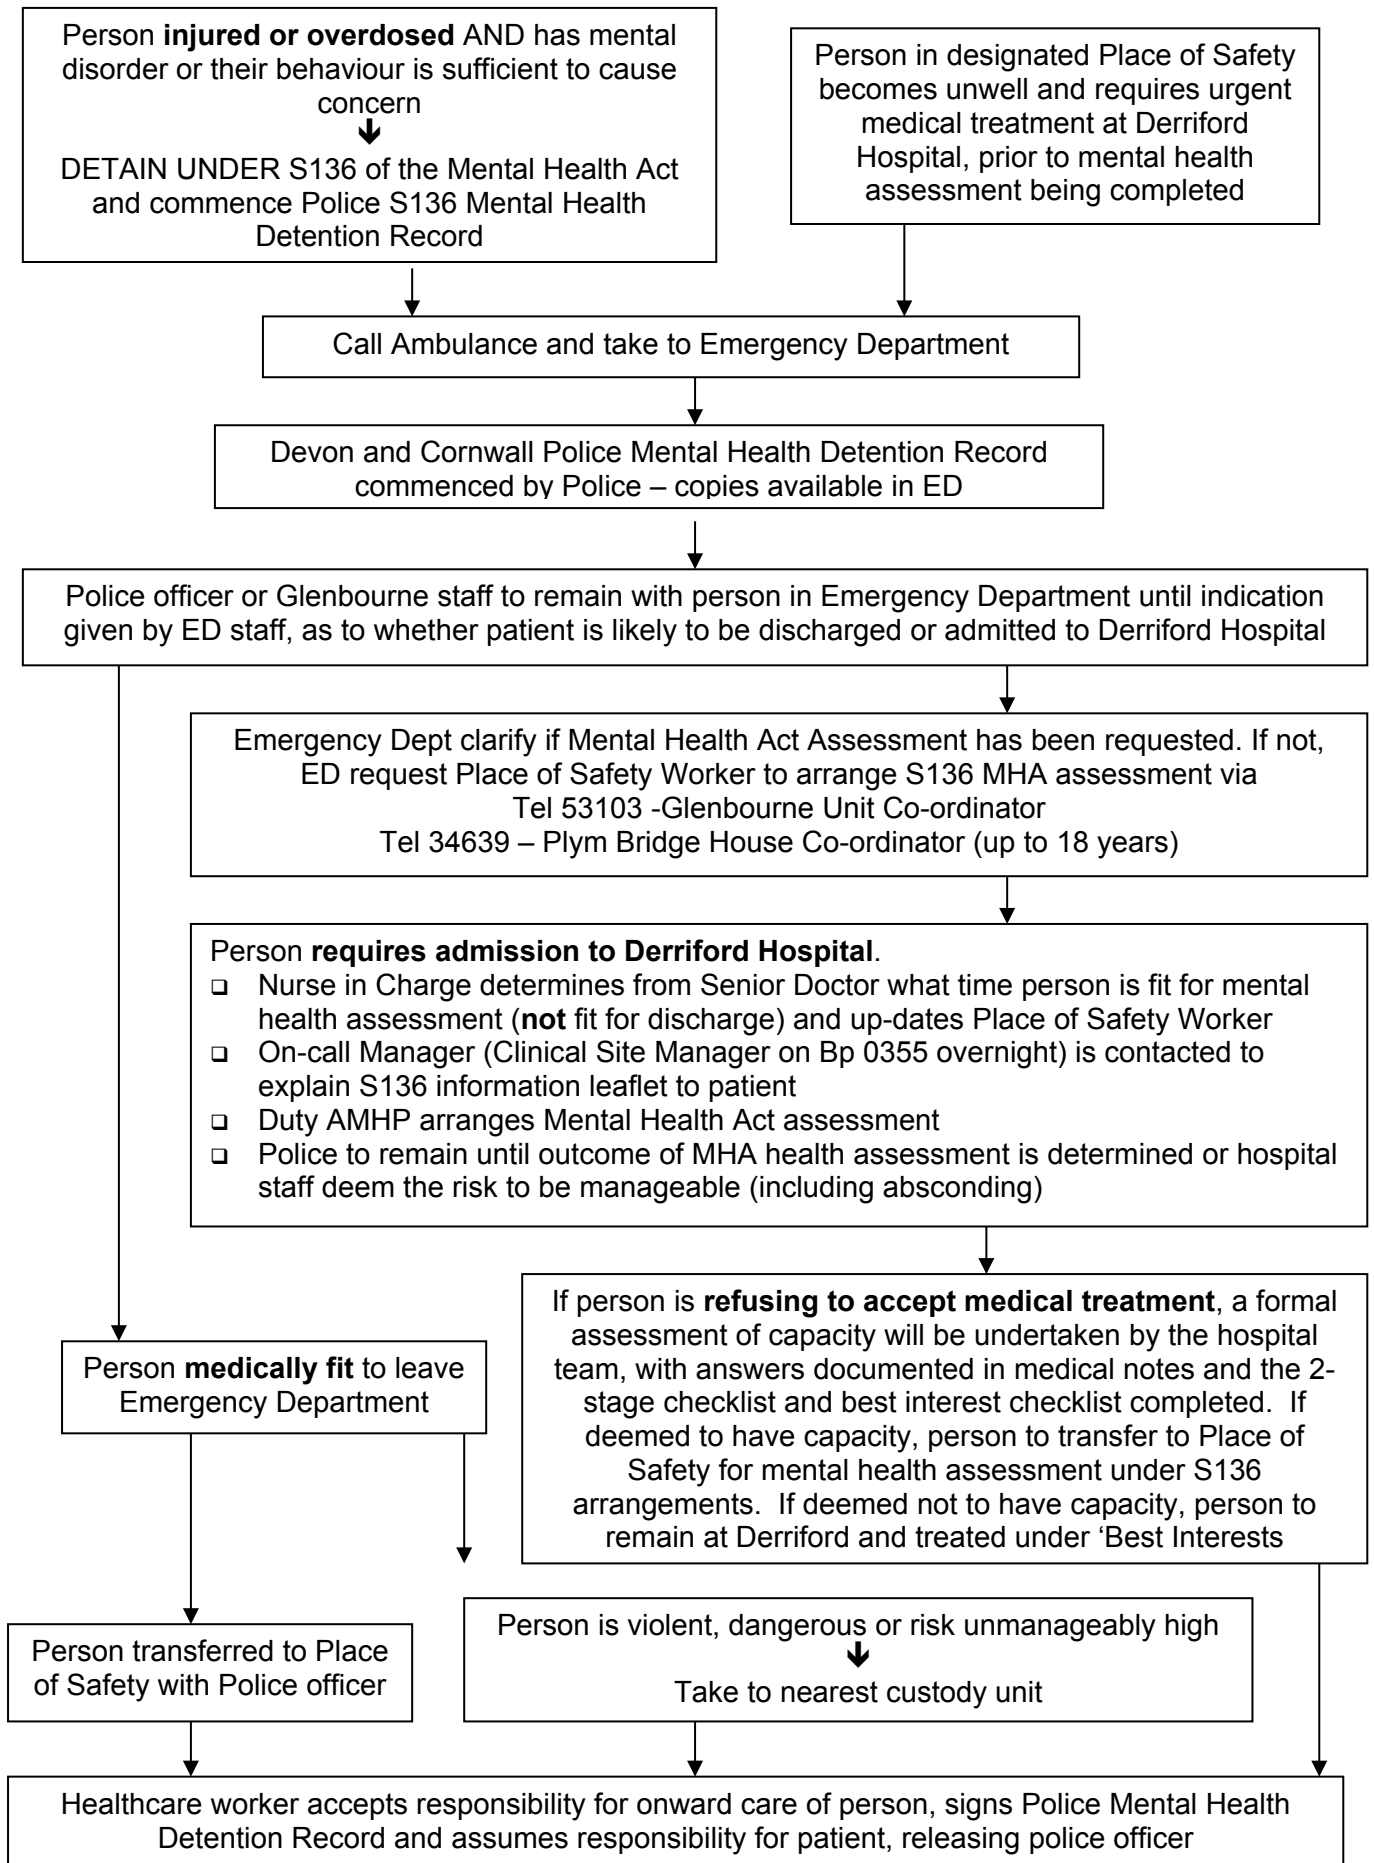 Person injured or overdosed AND has mental
disorder or their behaviour is sufficient to cause
concern
DETAIN UNDER S136 of the Mental Health Act
and commence Police S136 Mental Health
Detention Record
Person in designated Place of Safety
becomes unwell and requires urgent
medical treatment at Derriford
Hospital, prior to mental health
assessment being completed
Call Ambulance and take to Emergency Department
Devon and Cornwall Police Mental Health Detention Record
commenced by Police – copies available in ED
Police officer or Glenbourne staff to remain with person in Emergency Department until indication
given by ED staff, as to whether patient is likely to be discharged or admitted to Derriford Hospital
Emergency Dept clarify if Mental Health Act Assessment has been requested. If not,
ED request Place of Safety Worker to arrange S136 MHA assessment via
Tel 53103 -Glenbourne Unit Co-ordinator
Tel 34639 – Plym Bridge House Co-ordinator (up to 18 years)
Person requires admission to Derriford Hospital.
❑ Nurse in Charge determines from Senior Doctor what time person is fit for mental
health assessment (not fit for discharge) and up-dates Place of Safety Worker
❑ On-call Manager (Clinical Site Manager on Bp 0355 overnight) is contacted to
explain S136 information leaflet to patient
❑ Duty AMHP arranges Mental Health Act assessment
❑ Police to remain until outcome of MHA health assessment is determined or hospital
staff deem the risk to be manageable (including absconding)
If person is refusing to accept medical treatment, a formal
assessment of capacity will be undertaken by the hospital
team, with answers documented in medical notes and the 2-
stage checklist and best interest checklist completed. If
deemed to have capacity, person to transfer to Place of
Safety for mental health assessment under S136
arrangements. If deemed not to have capacity, person to
remain at Derriford and treated under ‘Best Interests
Person medically fit to leave
Emergency Department
Person transferred to Place
of Safety with Police officer
Person is violent, dangerous or risk unmanageably high
Take to nearest custody unit
Healthcare worker accepts responsibility for onward care of person, signs Police Mental Health
Detention Record and assumes responsibility for patient, releasing police officer